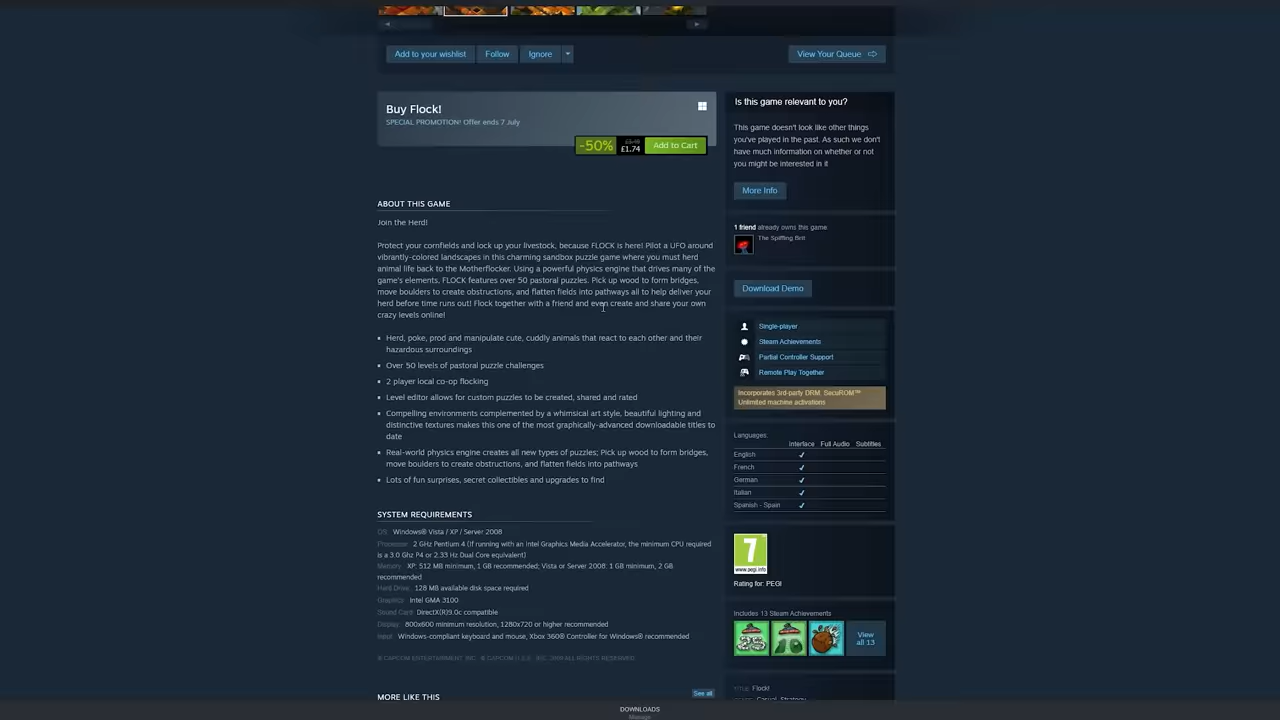 Add to your wishlist
Follow
Ignore
View Your Queue
Buy Flock!
SPECIAL PROMOTION! Offer ends 7 July
-50%
£1.74
Add to Cart
ABOUT THIS GAME
Join the Herd!
Protect your cornfields and lock up your livestock, because FLOCK is here! Pilot a UFO around
vibrantly-colored landscapes in this charming sandbox puzzle game where you must herd
animal life back to the Motherflocker. Using a powerful physics engine that drives many of the
game's elements, FLOCK features over 50 pastoral puzzles. Pick up wood to form bridges,
move boulders to create obstructions, and flatten fields into pathways all to help deliver your
herd before time runs out! Flock together with a friend and even create and share your own
crazy levels online!
Herd, poke, prod and manipulate cute, cuddly animals that react to each other and their
hazardous surroundings
Over 50 levels of pastoral puzzle challenges
2 player local co-op flocking
Level editor allows for custom puzzles to be created, shared and rated
Compelling environments complemented by a whimsical art style, beautiful lighting and
distinctive textures makes this one of the most graphically-advanced downloadable titles to
date
Real-world physics engine creates all new types of puzzles; Pick up wood to form bridges,
move boulders to create obstructions, and flatten fields into pathways
Lots of fun surprises, secret collectibles and upgrades to find
SYSTEM REQUIREMENTS
OS: Windows® Vista / XP / Server 2008
Processor: 2 GHz Pentium 4 (if running with an Intel Graphics Media Accelerator, the minimum CPU required
is a 3.0 Ghz P4 or 2.33 Hz Dual Core equivalent)
Memory: XP: 512 MB minimum, 1 GB recommended; Vista or Server 2008: 1 GB minimum, 2 GB
recommended
Hard Drive: 128 MB available disk space required
Graphics: Intel GMA 3100
Sound Card: DirectX(R)9.0c compatible
Display: 800x600 minimum resolution, 1280x720 or higher recommended
Input: Windows-compliant keyboard and mouse, Xbox 360® Controller for Windows® recommended
MORE LIKE THIS
See all
Is this game relevant to you?
This game doesn't look like other things
you've played in the past. As such we don't
have much information on whether or not
you might be interested in it
More Info
1 friend already owns this game:
The Spiffing Brit
Download Demo
Single-player
Steam Achievements
Partial Controller Support
Remote Play Together
Incorporates 3rd-party DRM: SecuROM™
Unlimited machine activations
Languages:
Interface Full Audio Subtitles
English ✔
French ✔
German ✔
Italian ✔
Spanish - Spain ✔
7
www.pegi.info
Rating for: PEGI
Includes 13 Steam Achievements
View
all 13
TITLE: Flock!
Casual, Strategy
DOWNLOADS
Manage